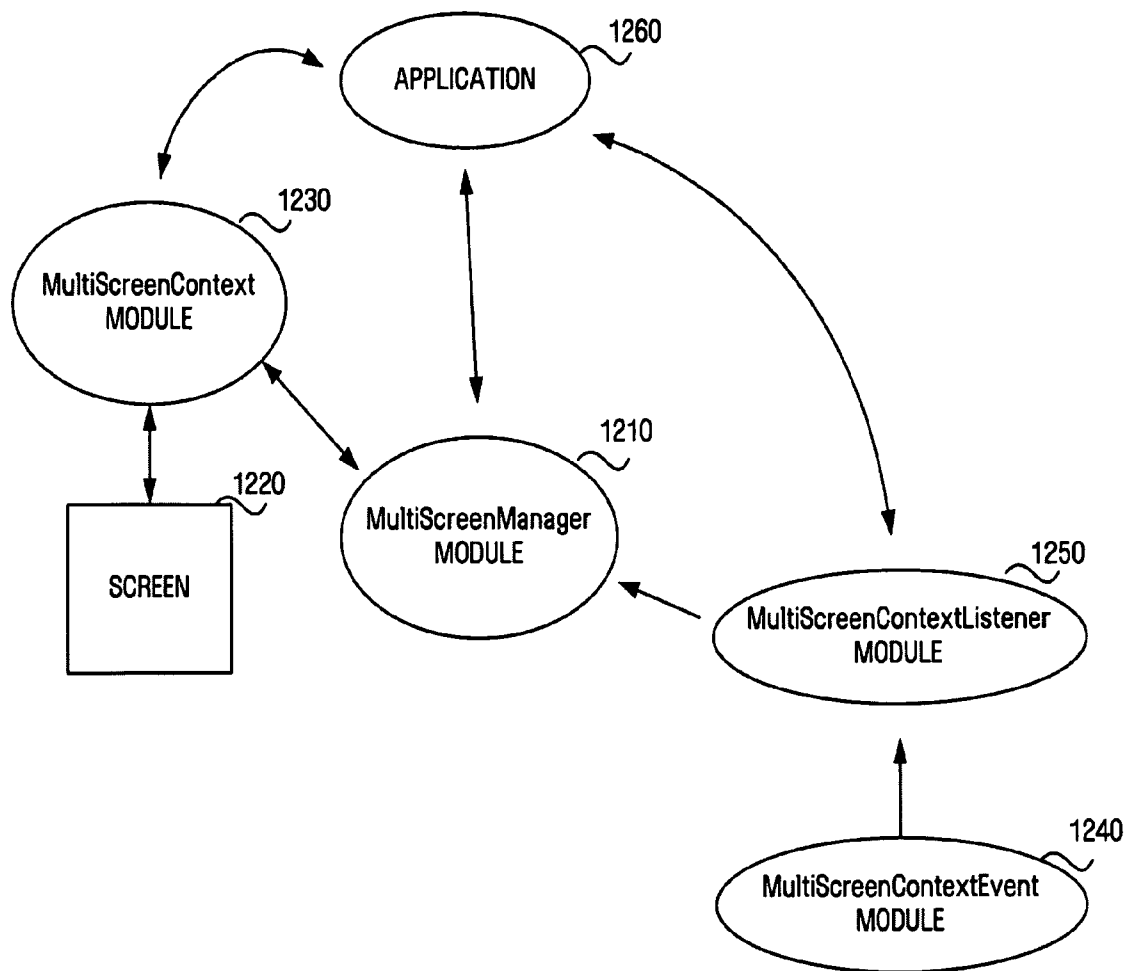 1260
APPLICATION
1230
MultiScreenContext
MODULE
1210
MultiScreenManager
MODULE
1220
SCREEN
1250
MultiScreenContextListener
MODULE
1240
MultiScreenContextEvent
MODULE